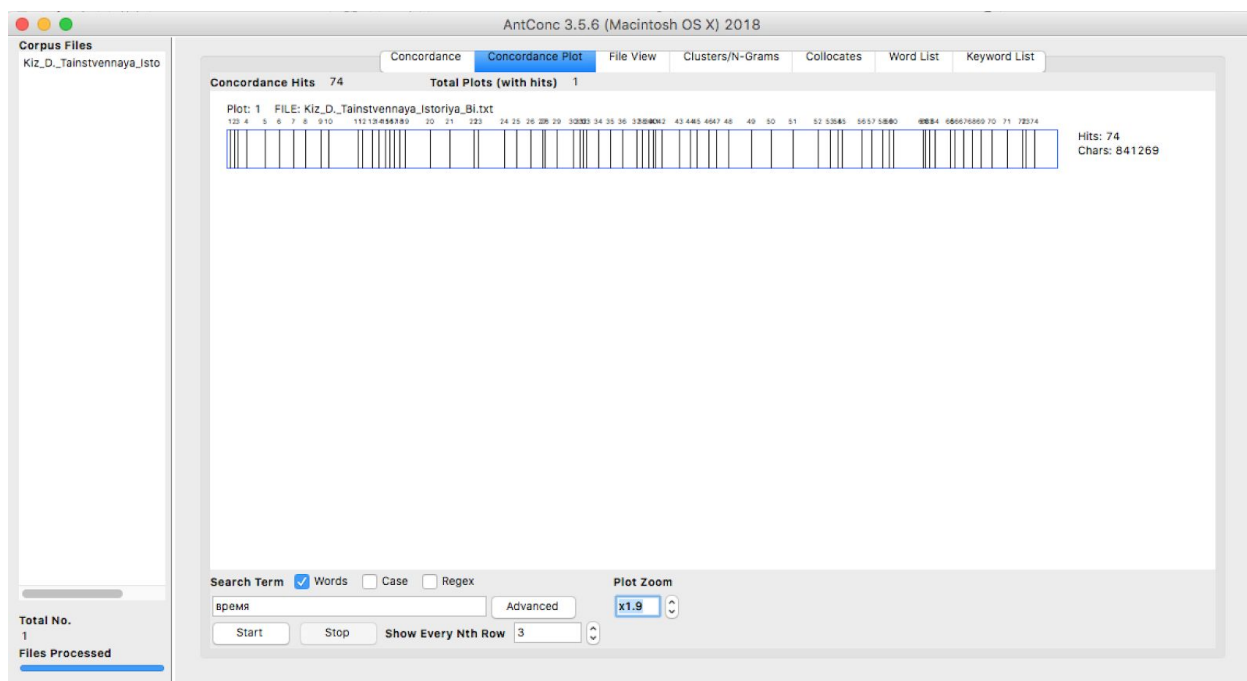 AntConc 3.5.6 (Macintosh OS X) 2018
Corpus Files
Kiz_D._Tainstvennaya_Isto
Concordance Concordance Plot File View Clusters/N-Grams Collocates Word List Keyword List
Concordance Hits 74 Total Plots (with hits) 1
Plot: 1 FILE: Kiz_D._Tainstvennaya_Istoriya_Bi.txt
Hits: 74
Chars: 841269
Search Term Words Case Regex Plot Zoom
время Advanced x1.9
Start Stop Show Every Nth Row 3
Total No.
1
Files Processed